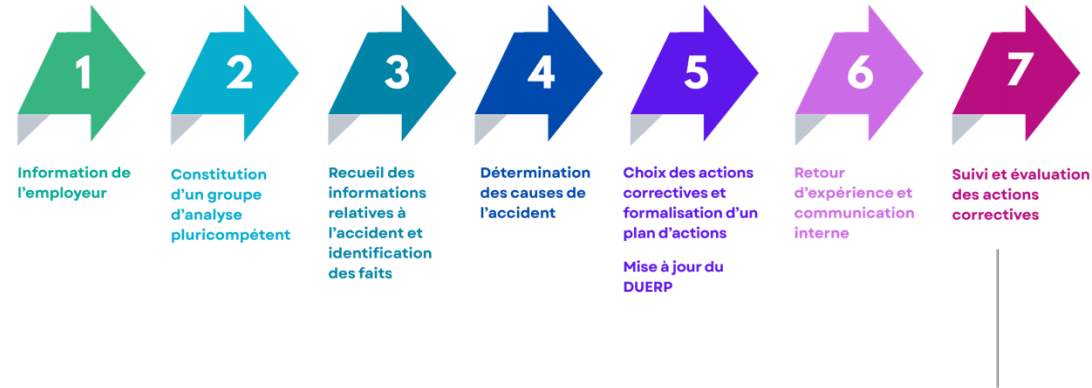 1
Information de
l'employeur
2
Constitution
d'un groupe
d'analyse
pluricompétent
3
Recueil des
informations
relatives à
l'accident et
identification
des faits
4
Détermination
des causes de
l'accident
5
Choix des actions
correctives et
formalisation d'un
plan d'actions
Mise à jour du
DUERP
6
Retour
d'expérience et
communication
interne
7
Suivi et évaluation
des actions
correctives